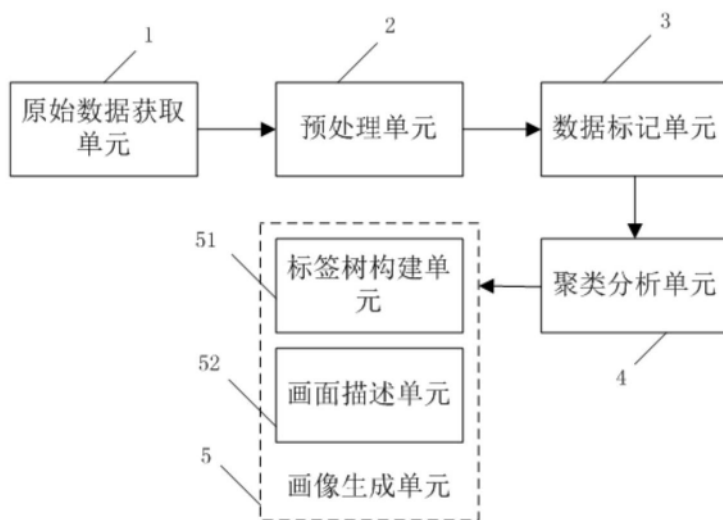 1
2
3
原始数据获取
单元
预处理单元
数据标记单元
51
标签树构建单
元
聚类分析单元
52
画面描述单元
4
5
画像生成单元